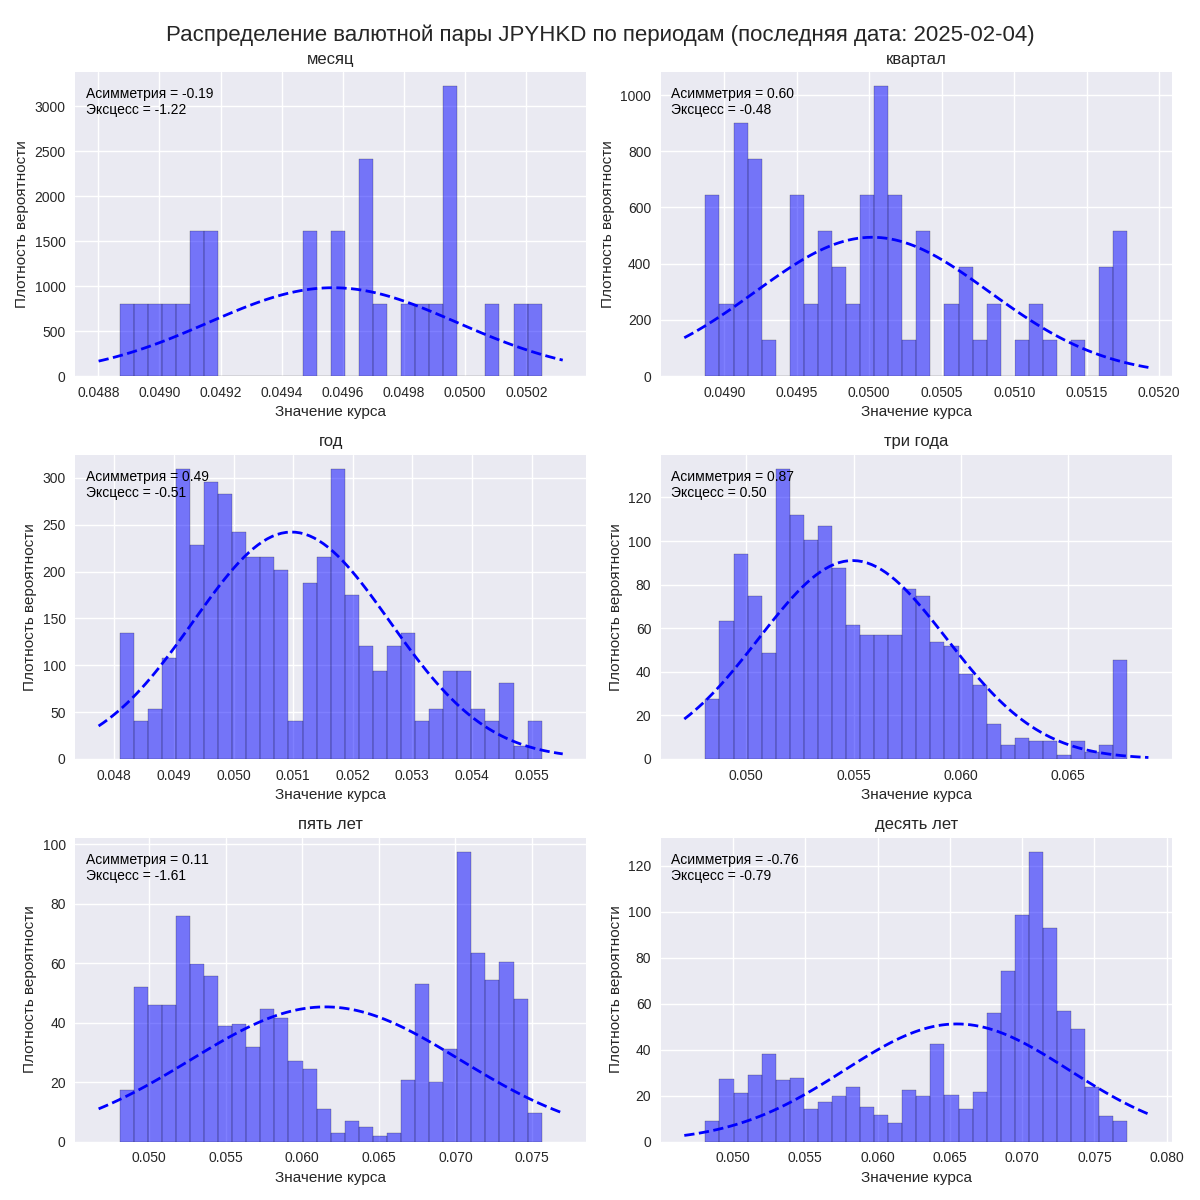 Распределение валютной пары JPYHKD по периодам (последняя дата: 2025-02-04)
месяц
Асимметрия = -0.19
Эксцесс = -1.22
Плотность вероятности
3000
2500
2000
1500
1000
500
0
0.0488 0.0490 0.0492 0.0494 0.0496 0.0498 0.0500 0.0502
Значение курса
квартал
Асимметрия = 0.60
Эксцесс = -0.48
Плотность вероятности
1000
800
600
400
200
0
0.0490 0.0495 0.0500 0.0505 0.0510 0.0515 0.0520
Значение курса
год
Асимметрия = 0.49
Эксцесс = -0.51
Плотность вероятности
300
250
200
150
100
50
0
0.048 0.049 0.050 0.051 0.052 0.053 0.054 0.055
Значение курса
три года
Асимметрия = 0.87
Эксцесс = 0.50
Плотность вероятности
120
100
80
60
40
20
0
0.050 0.055 0.060 0.065
Значение курса
пять лет
Асимметрия = 0.11
Эксцесс = -1.61
Плотность вероятности
100
80
60
40
20
0
0.050 0.055 0.060 0.065 0.070 0.075
Значение курса
десять лет
Асимметрия = -0.76
Эксцесс = -0.79
Плотность вероятности
120
100
80
60
40
20
0
0.050 0.055 0.060 0.065 0.070 0.075 0.080
Значение курса